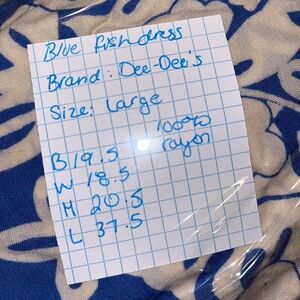 Blue fish dress
Brand: Dee-Dee's
Size: Large
100%
rayon
B 19.5
W 18.5
H 20.5
L 37.5